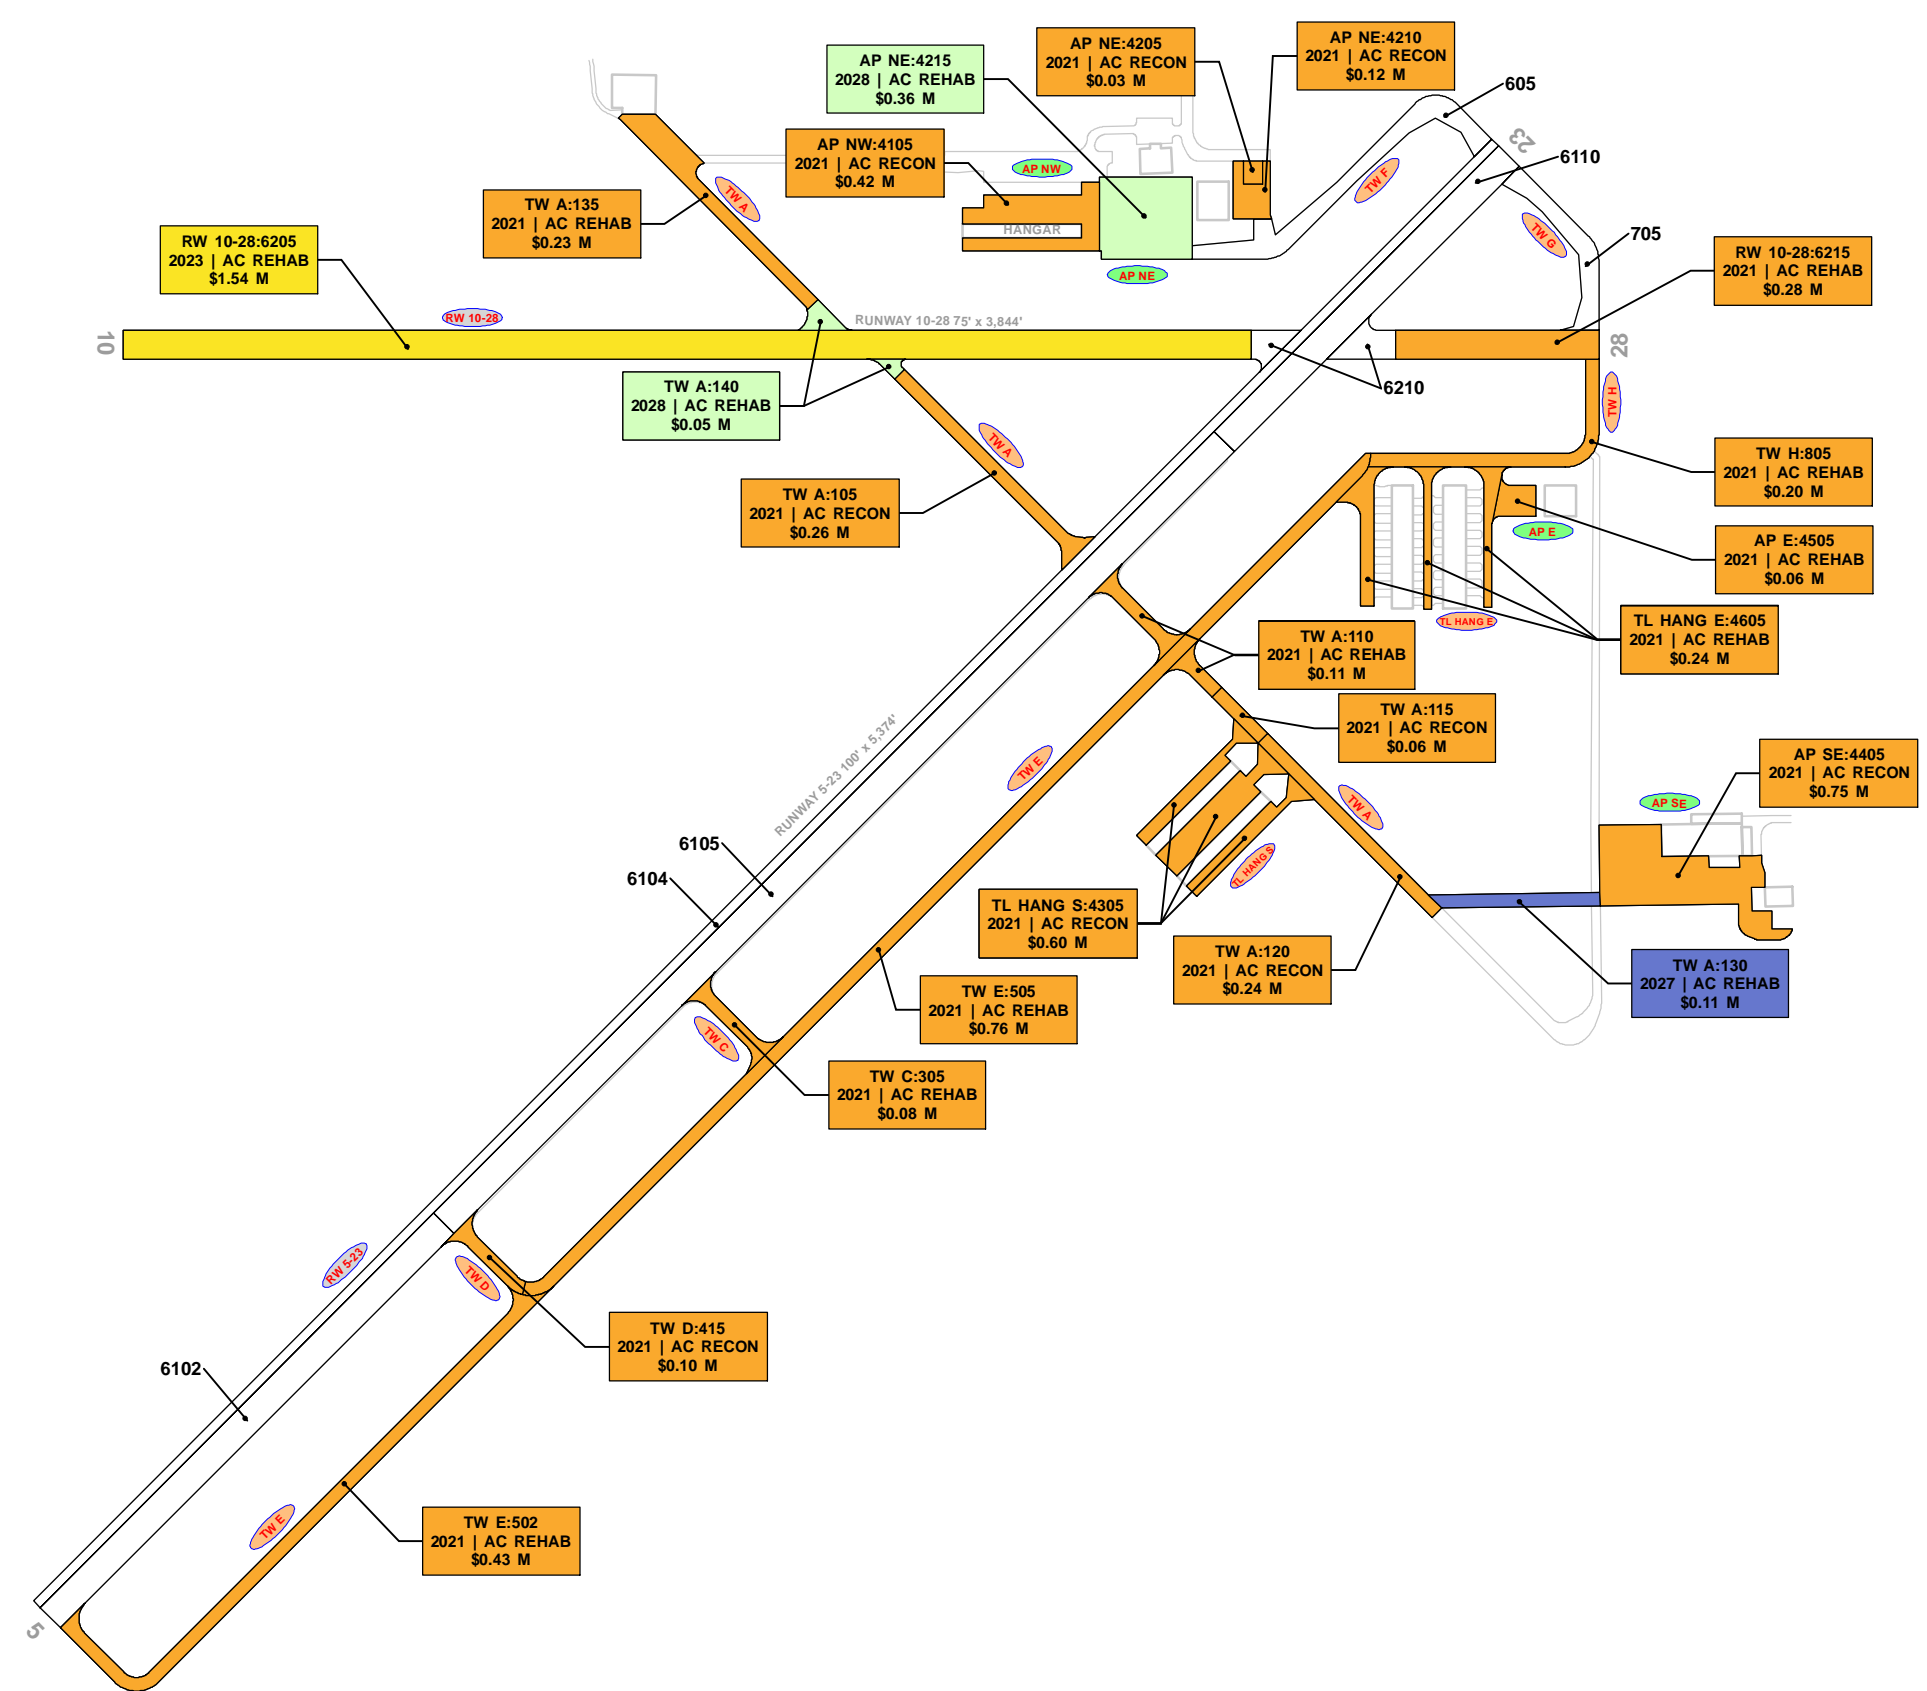 AP NE:4205
2021 | AC RECON
$0.03 M
AP NE:4210
2021 | AC RECON
$0.12 M
AP NE:4215
2028 | AC REHAB
$0.36 M
605
23
6110
AP NW:4105
2021 | AC RECON
$0.42 M
AP NW
TW F
TW A
TW A:135
2021 | AC REHAB
$0.23 M
HANGAR
TW G
705
RW 10-28:6205
2023 | AC REHAB
$1.54 M
AP NE
RW 10-28:6215
2021 | AC REHAB
$0.28 M
RW 10-28
RUNWAY 10-28 75' x 3,844'
10
28
TW A:140
2028 | AC REHAB
$0.05 M
6210
TW H
TW A
TW H:805
2021 | AC REHAB
$0.20 M
TW A:105
2021 | AC RECON
$0.26 M
AP E
AP E:4505
2021 | AC REHAB
$0.06 M
TL HANG E
TL HANG E:4605
2021 | AC REHAB
$0.24 M
TW A:110
2021 | AC REHAB
$0.11 M
TW A:115
2021 | AC RECON
$0.06 M
RUNWAY 5-23 100' x 5,374'
TW E
TW A
AP SE:4405
2021 | AC RECON
$0.75 M
AP SE
6105
6104
TL HANG S
TL HANG S:4305
2021 | AC RECON
$0.60 M
TW A:120
2021 | AC RECON
$0.24 M
TW A:130
2027 | AC REHAB
$0.11 M
TW E:505
2021 | AC REHAB
$0.76 M
TW C
TW C:305
2021 | AC REHAB
$0.08 M
RW 5-23
TW D
TW D:415
2021 | AC RECON
$0.10 M
6102
TW E
TW E:502
2021 | AC REHAB
$0.43 M
5